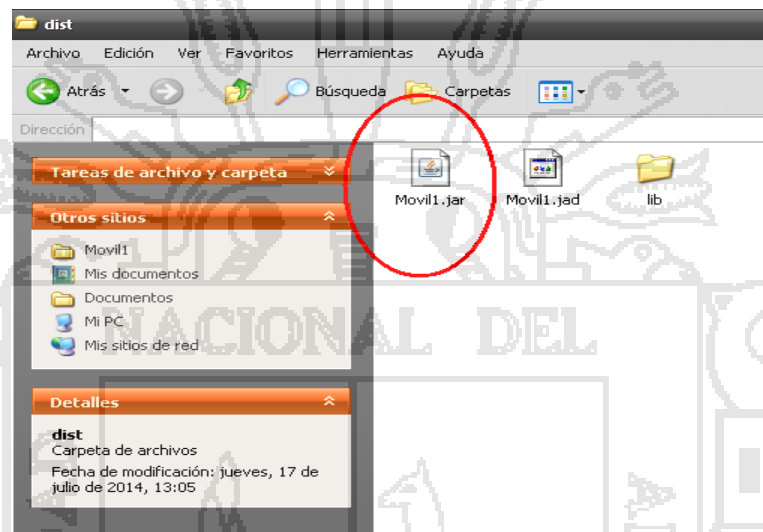 dist
Archivo Edición Ver Favoritos Herramientas Ayuda
Atrás Búsqueda Carpetas
Dirección
Tareas de archivo y carpeta
Otros sitios
Movil1
Mis documentos
Documentos
Mi PC
Mis sitios de red
Detalles
dist
Carpeta de archivos
Fecha de modificación: jueves, 17 de
julio de 2014, 13:05
Movil1.jar Movil1.jad lib
NACIONAL DEL